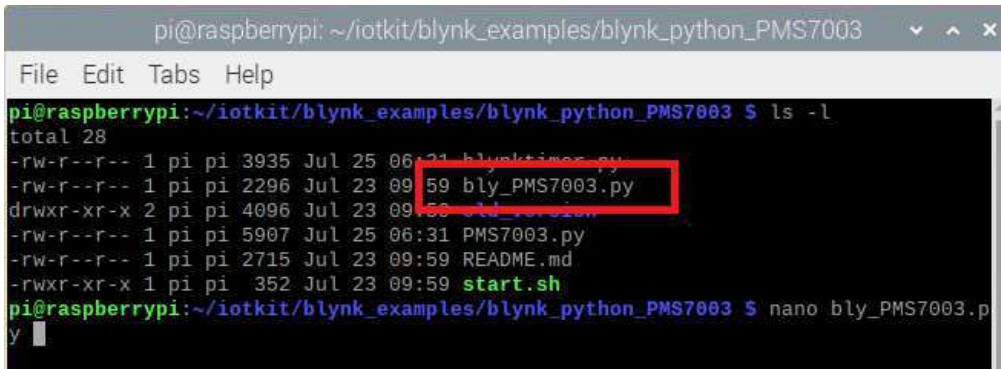 pi@raspberrypi: ~/iotkit/blynk_examples/blynk_python_PMS7003
File Edit Tabs Help
pi@raspberrypi:~/iotkit/blynk_examples/blynk_python_PMS7003 $ ls -l
total 28
-rw-r--r-- 1 pi pi 3935 Jul 25 06:31 blynktimer.py
-rw-r--r-- 1 pi pi 2296 Jul 23 09:59 bly_PMS7003.py
drwxr-xr-x 2 pi pi 4096 Jul 23 09:59 old_version
-rw-r--r-- 1 pi pi 5907 Jul 25 06:31 PMS7003.py
-rw-r--r-- 1 pi pi 2715 Jul 23 09:59 README.md
-rwxr-xr-x 1 pi pi 352 Jul 23 09:59 start.sh
pi@raspberrypi:~/iotkit/blynk_examples/blynk_python_PMS7003 $ nano bly_PMS7003.p
y